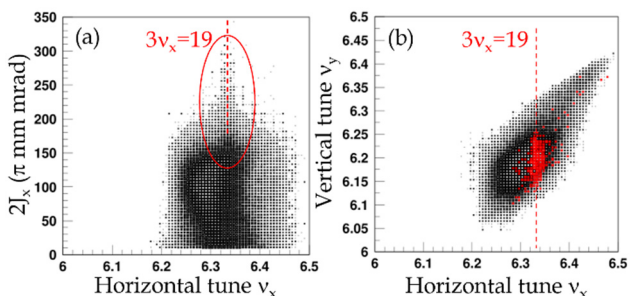 (a)
3νx=19
2Jx (π mm mrad)
350
300
250
200
150
100
50
0
6 6.1 6.2 6.3 6.4 6.5
Horizontal tune νx
(b)
3νx=19
Vertical tune νy
6.5
6.45
6.4
6.35
6.3
6.25
6.2
6.15
6.1
6.05
6
6 6.1 6.2 6.3 6.4 6.5
Horizontal tune νx